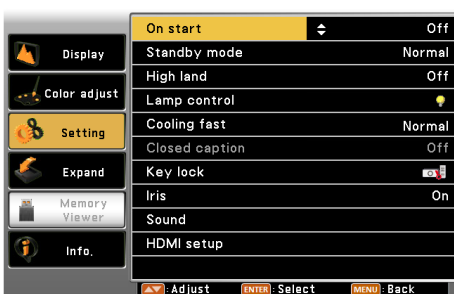 On start Off
Display
Standby mode Normal
High land Off
Color adjust
Lamp control
Cooling fast Normal
Setting
Closed caption Off
Expand
Key lock
Iris On
Memory
Viewer
Sound
HDMI setup
Info.
:Adjust ENTER:Select MENU:Back